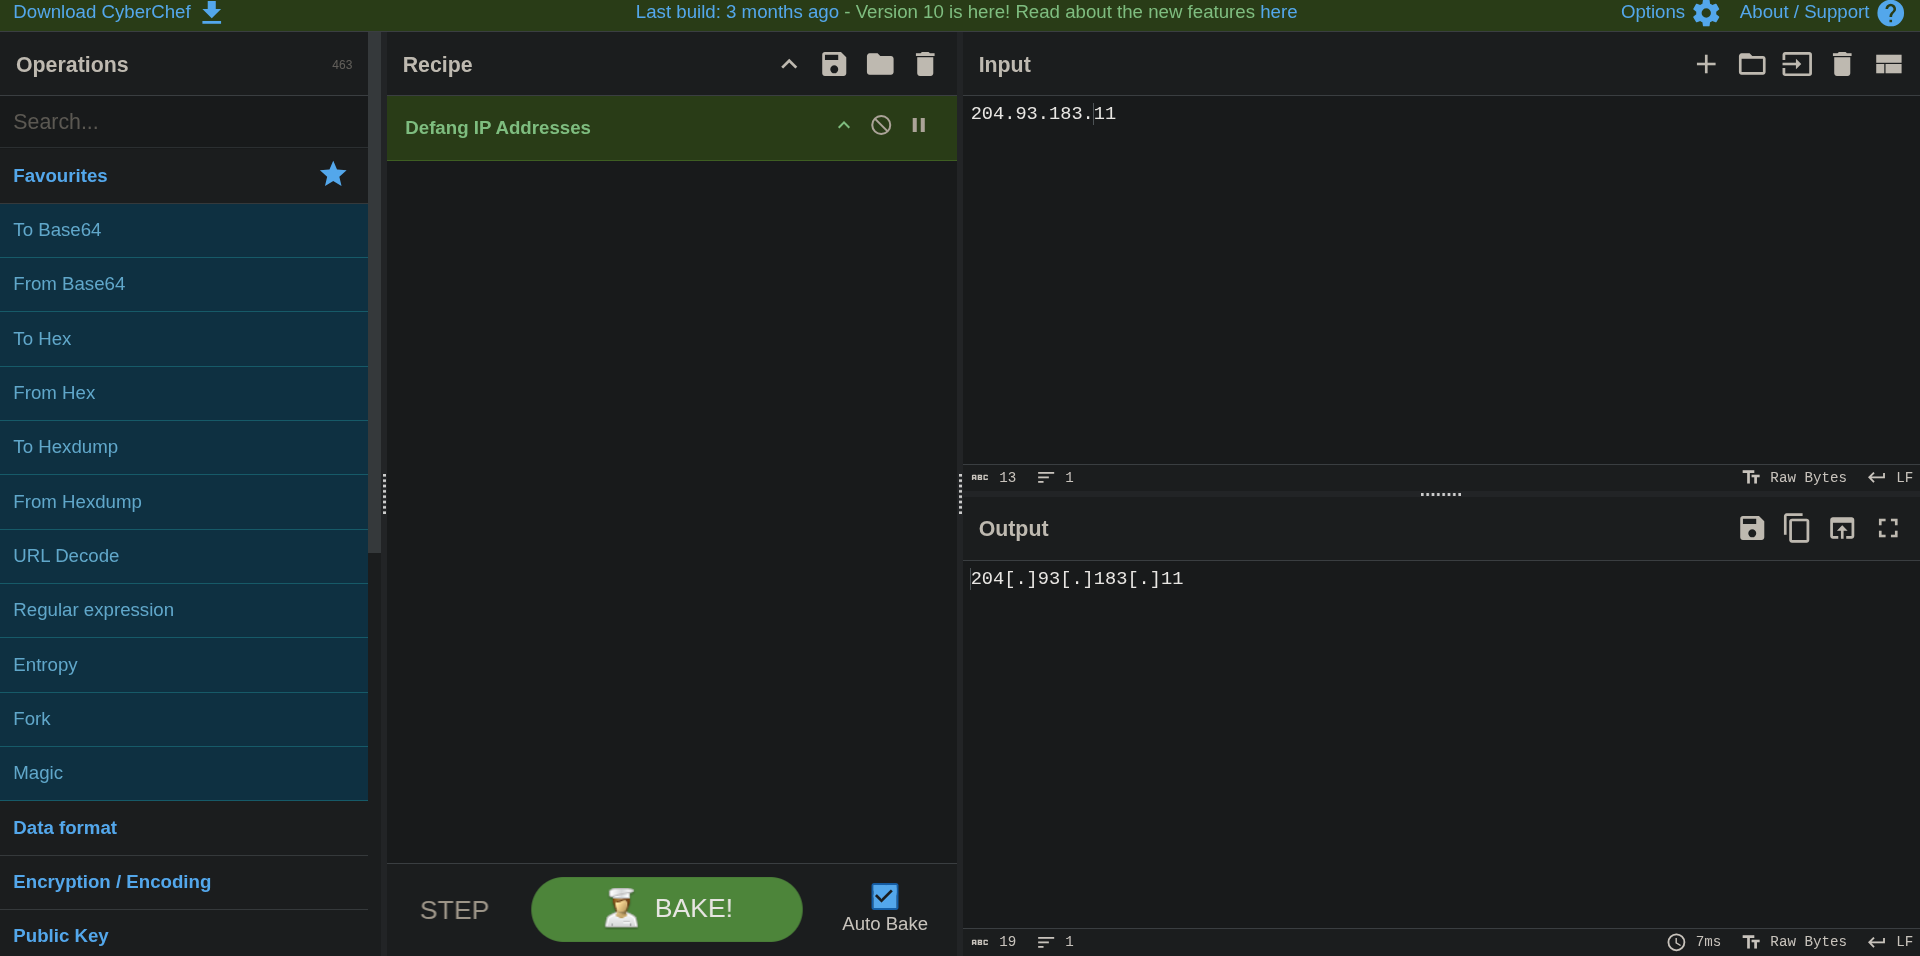 Download CyberChef
Last build: 3 months ago - Version 10 is here! Read about the new features here
Options
About / Support
Operations
463
Search...
Favourites
To Base64
From Base64
To Hex
From Hex
To Hexdump
From Hexdump
URL Decode
Regular expression
Entropy
Fork
Magic
Data format
Encryption / Encoding
Public Key
Recipe
Defang IP Addresses
STEP
BAKE!
Auto Bake
Input
204.93.183.11
ABC 13 1 Tт Raw Bytes LF
Output
204[.]93[.]183[.]11
ABC 19 1 7ms Tт Raw Bytes LF